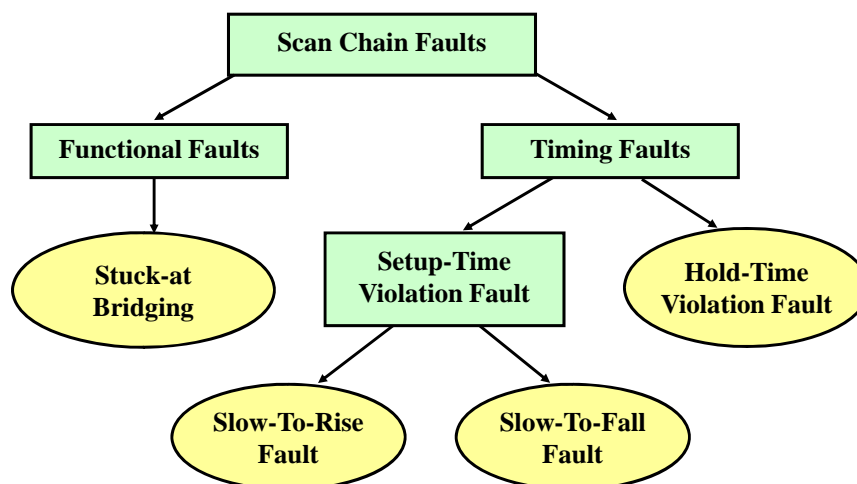 Scan Chain Faults
Functional Faults
Timing Faults
Stuck-at
Bridging
Setup-Time
Violation Fault
Hold-Time
Violation Fault
Slow-To-Rise
Fault
Slow-To-Fall
Fault